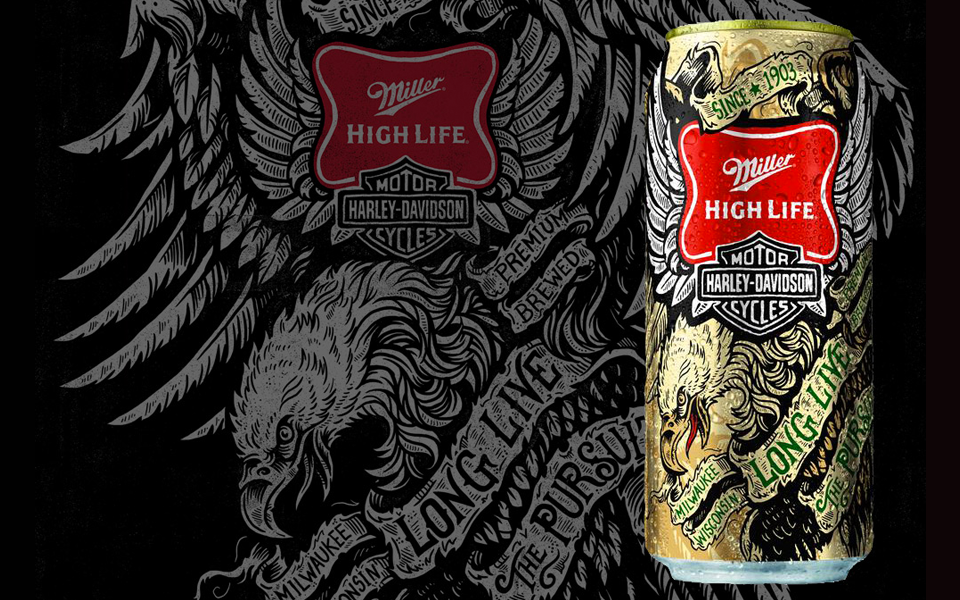 SINCE
Miller
HIGH LIFE
MOTOR
HARLEY-DAVIDSON
CYCLES
PREMIUM
BREWED
LONG LIVE
THE PURSUIT
MILWAUKEE
WISCONSIN
SINCE ★ 1903
Miller
HIGH LIFE
MOTOR
HARLEY-DAVIDSON
CYCLES
LONG LIVE
THE PURSU
MILWAUKEE
WISCONSIN